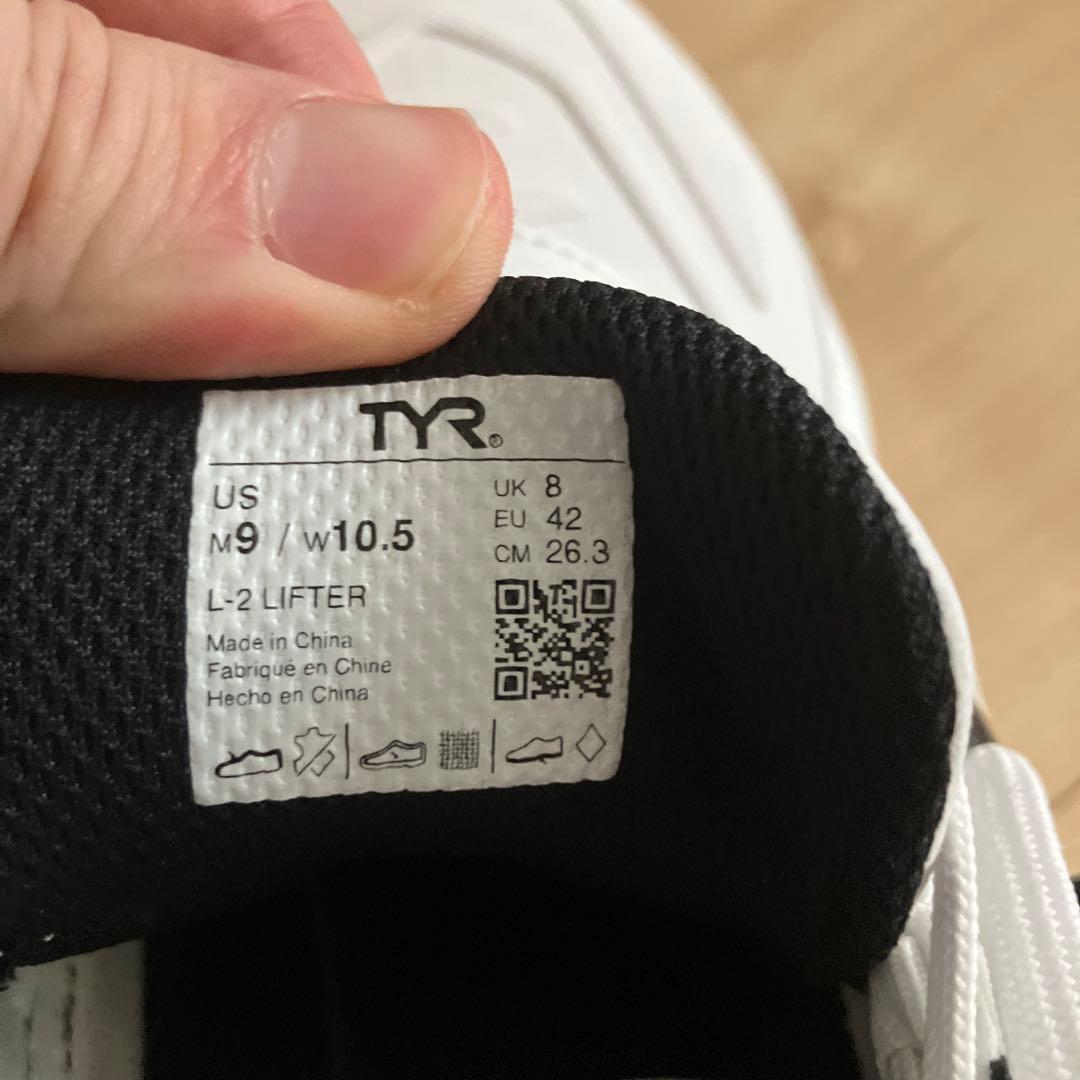 TYR®
US
M9 / W10.5
UK 8
EU 42
CM 26.3
L-2 LIFTER
Made in China
Fabriqué en Chine
Hecho en China